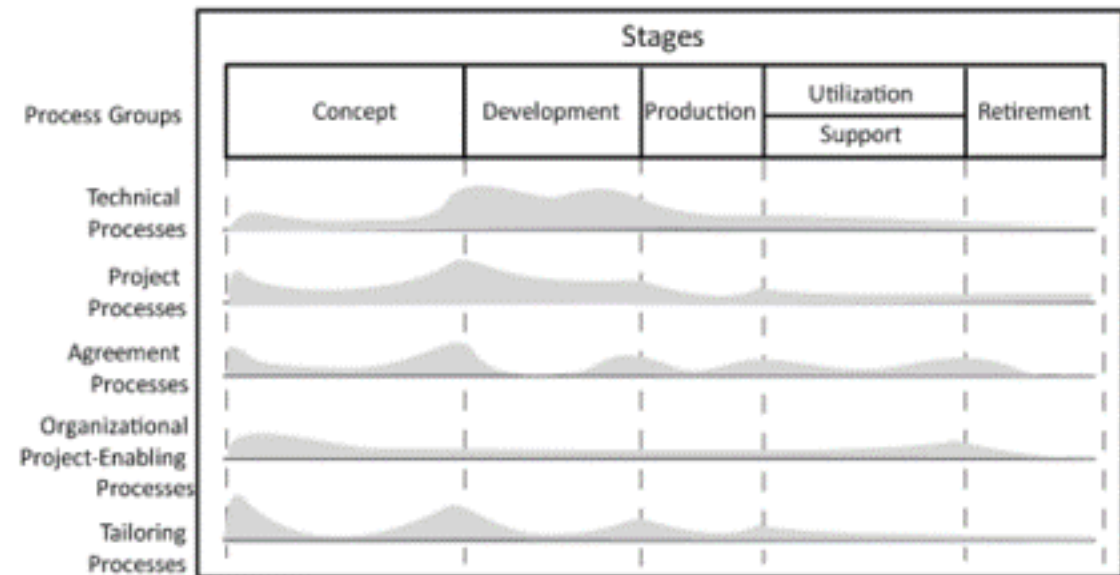 Stages
Process Groups
Concept
Development
Production
Utilization
Support
Retirement
Technical
Processes
Project
Processes
Agreement
Processes
Organizational
Project-Enabling
Processes
Tailoring
Processes